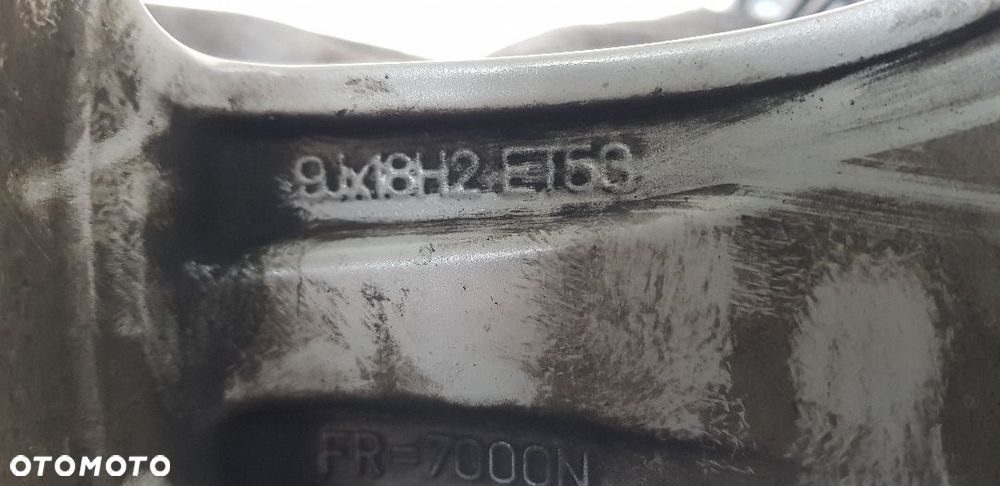 9Jx18H2 ET53
FR=7000N
OTOMOTO